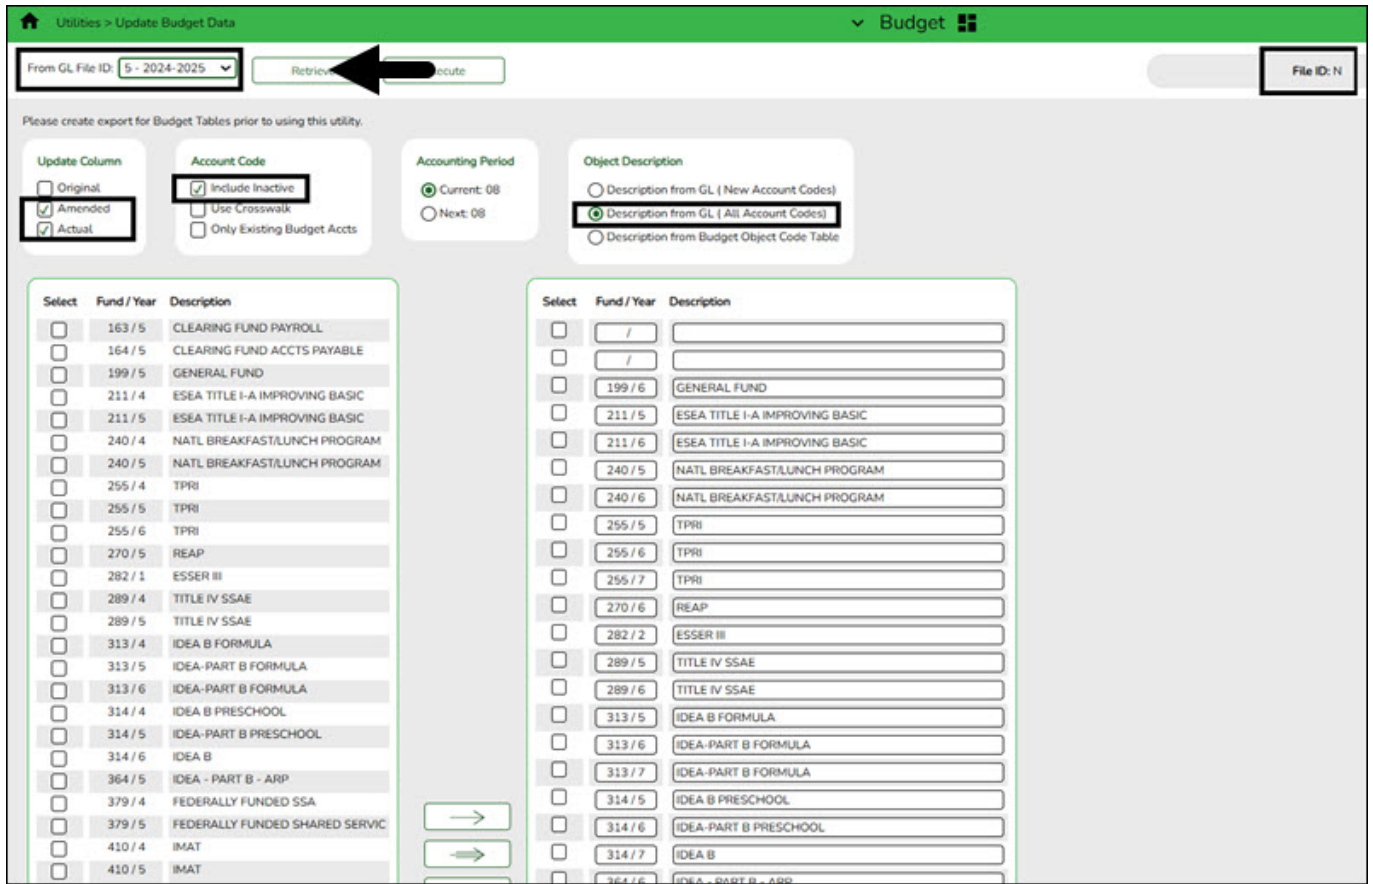 Utilities > Update Budget Data
Budget
From GL File ID: 5 - 2024-2025
Retrieve
ecute
File ID: N
Please create export for Budget Tables prior to using this utility.
Update Column
Original
Amended
Actual
Account Code
Include Inactive
Use Crosswalk
Only Existing Budget Accts
Accounting Period
Current: 08
Next: 08
Object Description
Description from GL ( New Account Codes)
Description from GL ( All Account Codes)
Description from Budget Object Code Table
Select Fund / Year Description
163 / 5 CLEARING FUND PAYROLL
164 / 5 CLEARING FUND ACCTS PAYABLE
199 / 5 GENERAL FUND
211 / 4 ESEA TITLE I-A IMPROVING BASIC
211 / 5 ESEA TITLE I-A IMPROVING BASIC
240 / 4 NATL BREAKFAST/LUNCH PROGRAM
240 / 5 NATL BREAKFAST/LUNCH PROGRAM
255 / 4 TPRI
255 / 5 TPRI
255 / 6 TPRI
270 / 5 REAP
282 / 1 ESSER III
289 / 4 TITLE IV SSAE
289 / 5 TITLE IV SSAE
313 / 4 IDEA B FORMULA
313 / 5 IDEA-PART B FORMULA
313 / 6 IDEA-PART B FORMULA
314 / 4 IDEA B PRESCHOOL
314 / 5 IDEA-PART B PRESCHOOL
314 / 6 IDEA B
364 / 5 IDEA - PART B - ARP
379 / 4 FEDERALLY FUNDED SSA
379 / 5 FEDERALLY FUNDED SHARED SERVIC
410 / 4 IMAT
410 / 5 IMAT
Select Fund / Year Description
/
/
199 / 6 GENERAL FUND
211 / 5 ESEA TITLE I-A IMPROVING BASIC
211 / 6 ESEA TITLE I-A IMPROVING BASIC
240 / 5 NATL BREAKFAST/LUNCH PROGRAM
240 / 6 NATL BREAKFAST/LUNCH PROGRAM
255 / 5 TPRI
255 / 6 TPRI
255 / 7 TPRI
270 / 6 REAP
282 / 2 ESSER III
289 / 5 TITLE IV SSAE
289 / 6 TITLE IV SSAE
313 / 5 IDEA B FORMULA
313 / 6 IDEA-PART B FORMULA
313 / 7 IDEA-PART B FORMULA
314 / 5 IDEA B PRESCHOOL
314 / 6 IDEA-PART B PRESCHOOL
314 / 7 IDEA B
364 / 6 IDEA - PART B - ARP